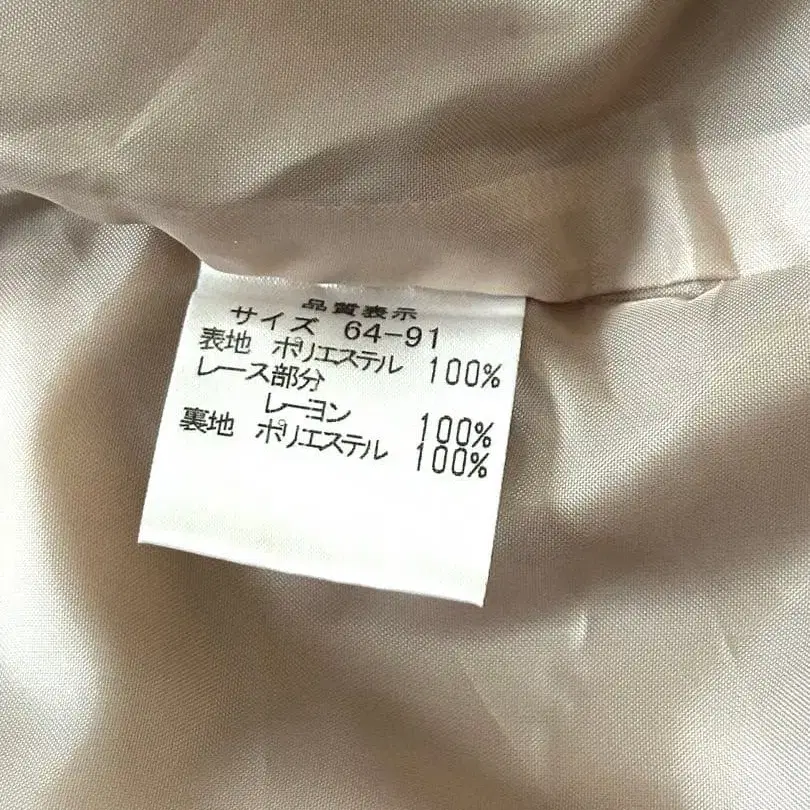 品質表示
サイズ 64-91
表地 ポリエステル 100%
レース部分
レーヨン 100%
裏地 ポリエステル 100%